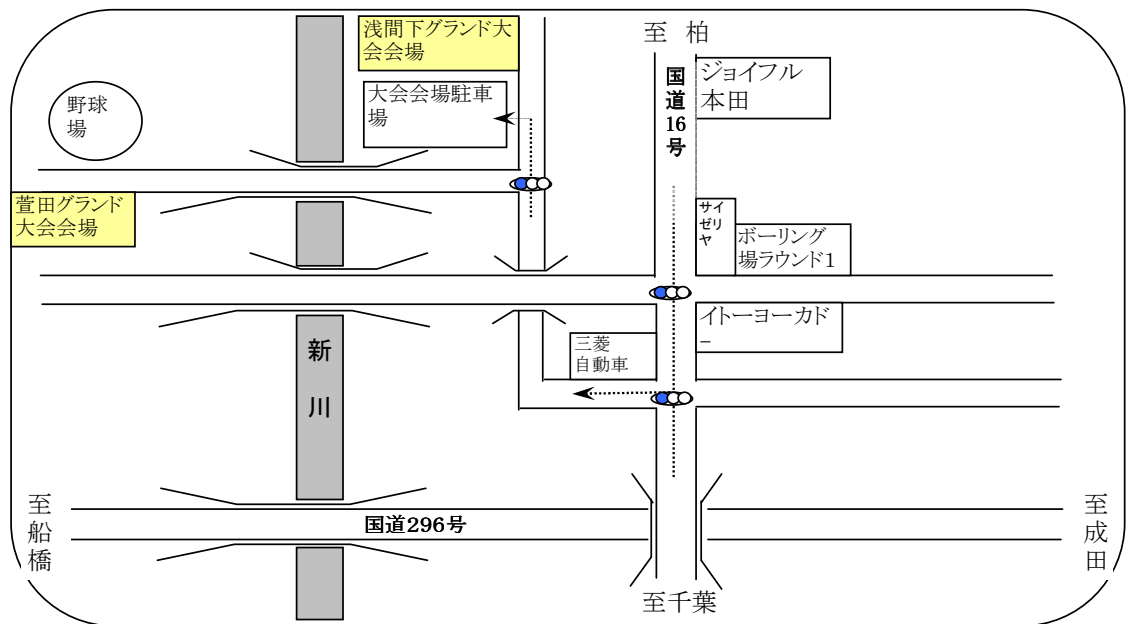 浅間下グランド大
会会場
至 柏
国道16号
ジョイフル
本田
大会会場駐車
場
野球
場
萱田グランド
大会会場
サイ
ゼリ
ヤ
ボーリング
場ラウンド1
イトーヨーカド
−
三菱
自動車
新川
至船橋
国道296号
至成田
至千葉